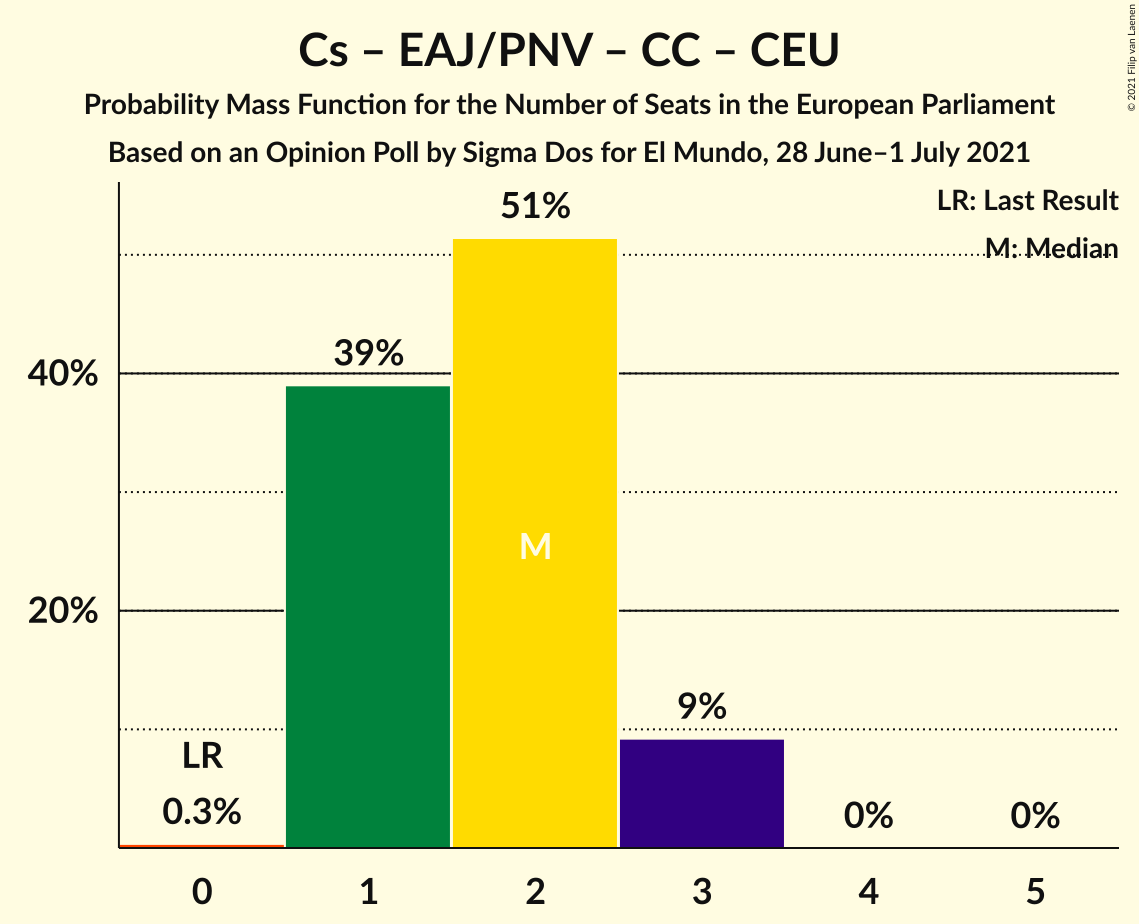 Cs – EAJ/PNV – CC – CEU
Probability Mass Function for the Number of Seats in the European Parliament
Based on an Opinion Poll by Sigma Dos for El Mundo, 28 June–1 July 2021
© 2021 Filip van Laenen
LR: Last Result
M: Median
51%
39%
40%
M
20%
9%
LR
0.3%
0%
0%
0
1
2
3
4
5